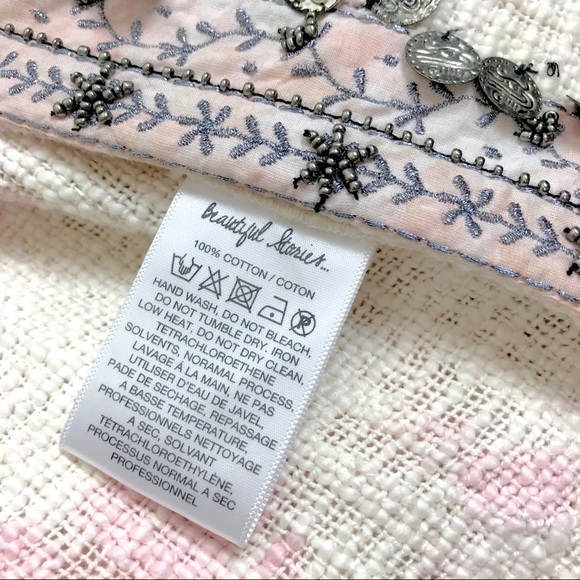 Beautiful Stories...
100% COTTON / COTON
HAND WASH, DO NOT BLEACH,
DO NOT TUMBLE DRY. IRON
LOW HEAT. DO NOT DRY CLEAN,
TETRACHLOROETHENE
SOLVENTS, NORAMAL PROCESS,
LAVAGE À LA MAIN, NE PAS
UTILISER D'EAU DE JAVEL,
PADE DE SECHAGE, REPASSAGE
A BASSE TEMPERATURE,
PROFESSIONNELS NETTOYAGE
A SEC, SOLVANT
TÉTRACHLOROETHYLÈNE,
PROCESSUS NORMAL A SEC
PROFESSIONNEL